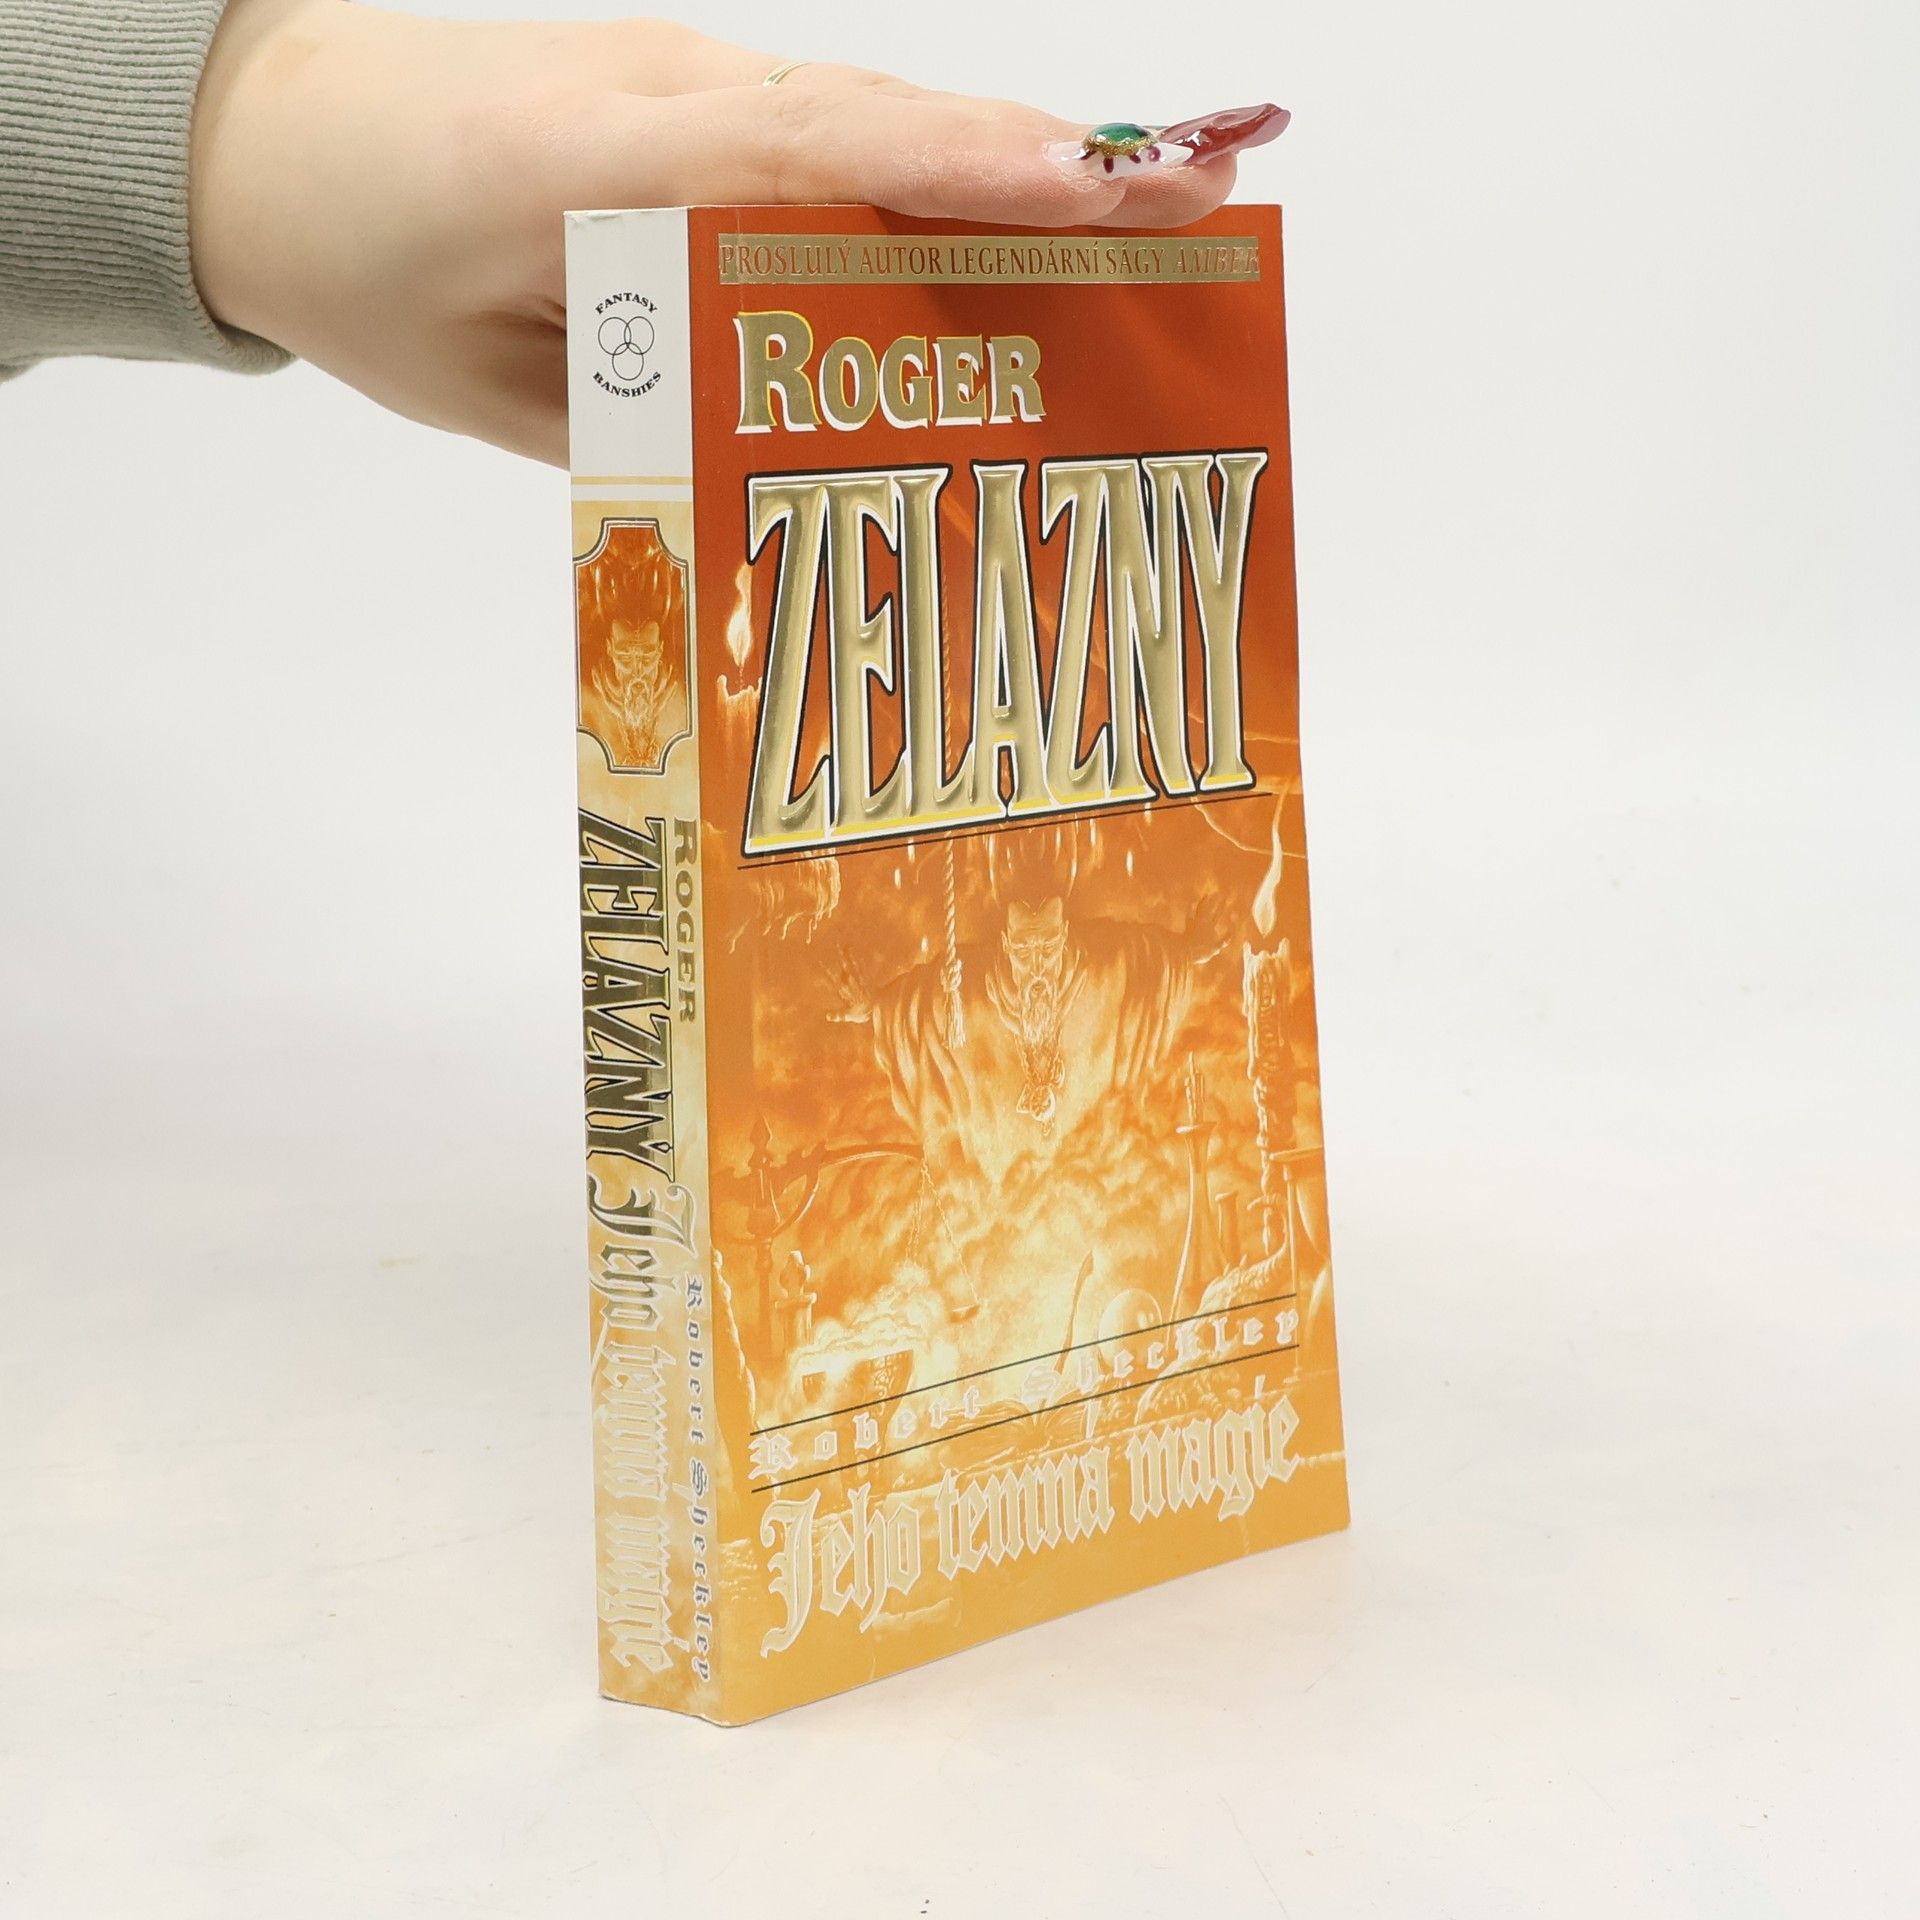 PROSLULÝ AUTOR LEGENDÁRNÍ SÁGY AMBER
ROGER
ZELAZNY
Robert Sheckley
Jeho temná magie
FANTASY
BANSHIES
ROGER
ZELAZNY
Robert Sheckley
Jeho temná magie